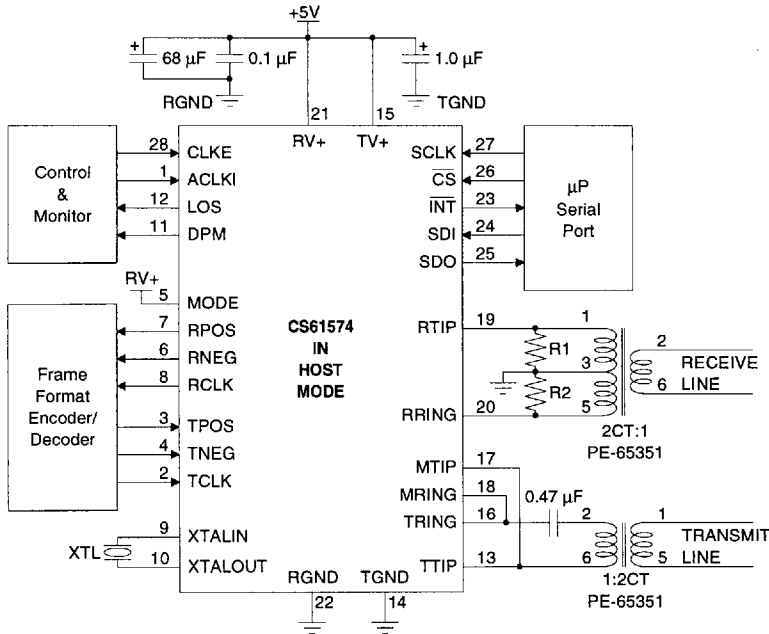 +5V
+
68 µF
0.1 µF
+
1.0 µF
RGND
TGND
21
15
RV+
TV+
Control
&
Monitor
28
CLKE
1
ACLKI
12
LOS
11
DPM
SCLK
27
CS
26
INT
23
SDI
24
SDO
25
µP
Serial
Port
RV+
5
MODE
7
RPOS
6
RNEG
8
RCLK
3
TPOS
4
TNEG
2
TCLK
Frame
Format
Encoder/
Decoder
CS61574
IN
HOST
MODE
RTIP
19
R1
R2
RRING
20
1
3
5
2
6
RECEIVE
LINE
2CT:1
PE-65351
MTIP
17
MRING
18
TRING
16
TTIP
13
0.47 µF
2
6
1
5
TRANSMIT
LINE
1:2CT
PE-65351
XTL
9
XTALIN
10
XTALOUT
RGND
TGND
22
14